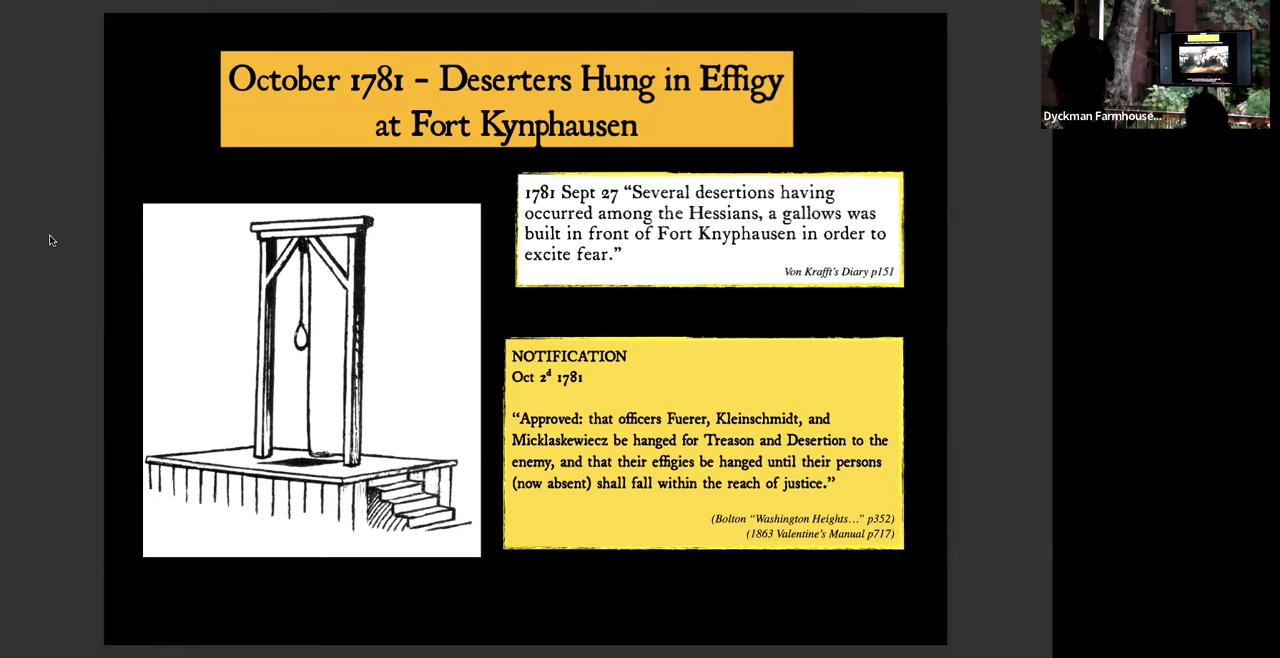 October 1781 - Deserters Hung in Effigy
at Fort Kynphausen
1781 Sept 27 “Several desertions having
occurred among the Hessians, a gallows was
built in front of Fort Knyphausen in order to
excite fear.”
Von Krafft's Diary p151
NOTIFICATION
Oct 2d 1781
“Approved: that officers Fuerer, Kleinschmidt, and
Micklaskewiecz be hanged for Treason and Desertion to the
enemy, and that their effigies be hanged until their persons
(now absent) shall fall within the reach of justice.”
(Bolton “Washington Heights…” p352)
(1863 Valentine's Manual p717)
Dyckman Farmhouse...